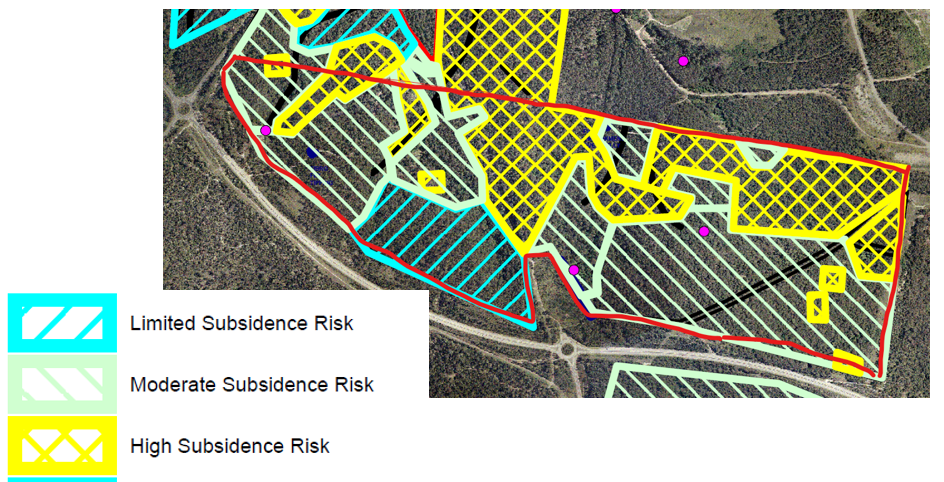 Limited Subsidence Risk
Moderate Subsidence Risk
High Subsidence Risk